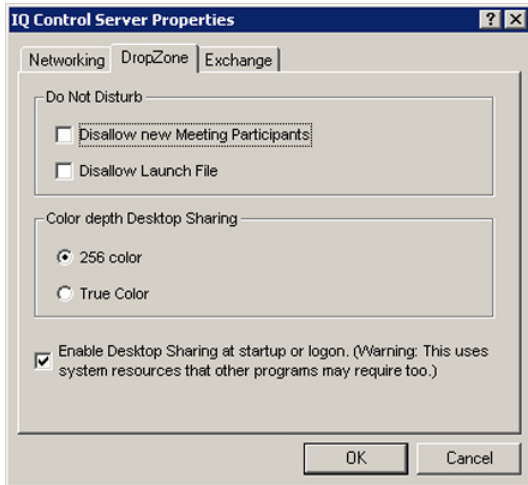 IQ Control Server Properties
Networking
DropZone
Exchange
Do Not Disturb
Disallow new Meeting Participants
Disallow Launch File
Color depth Desktop Sharing
256 color
True Color
Enable Desktop Sharing at startup or logon. (Warning: This uses
system resources that other programs may require too.)
OK
Cancel